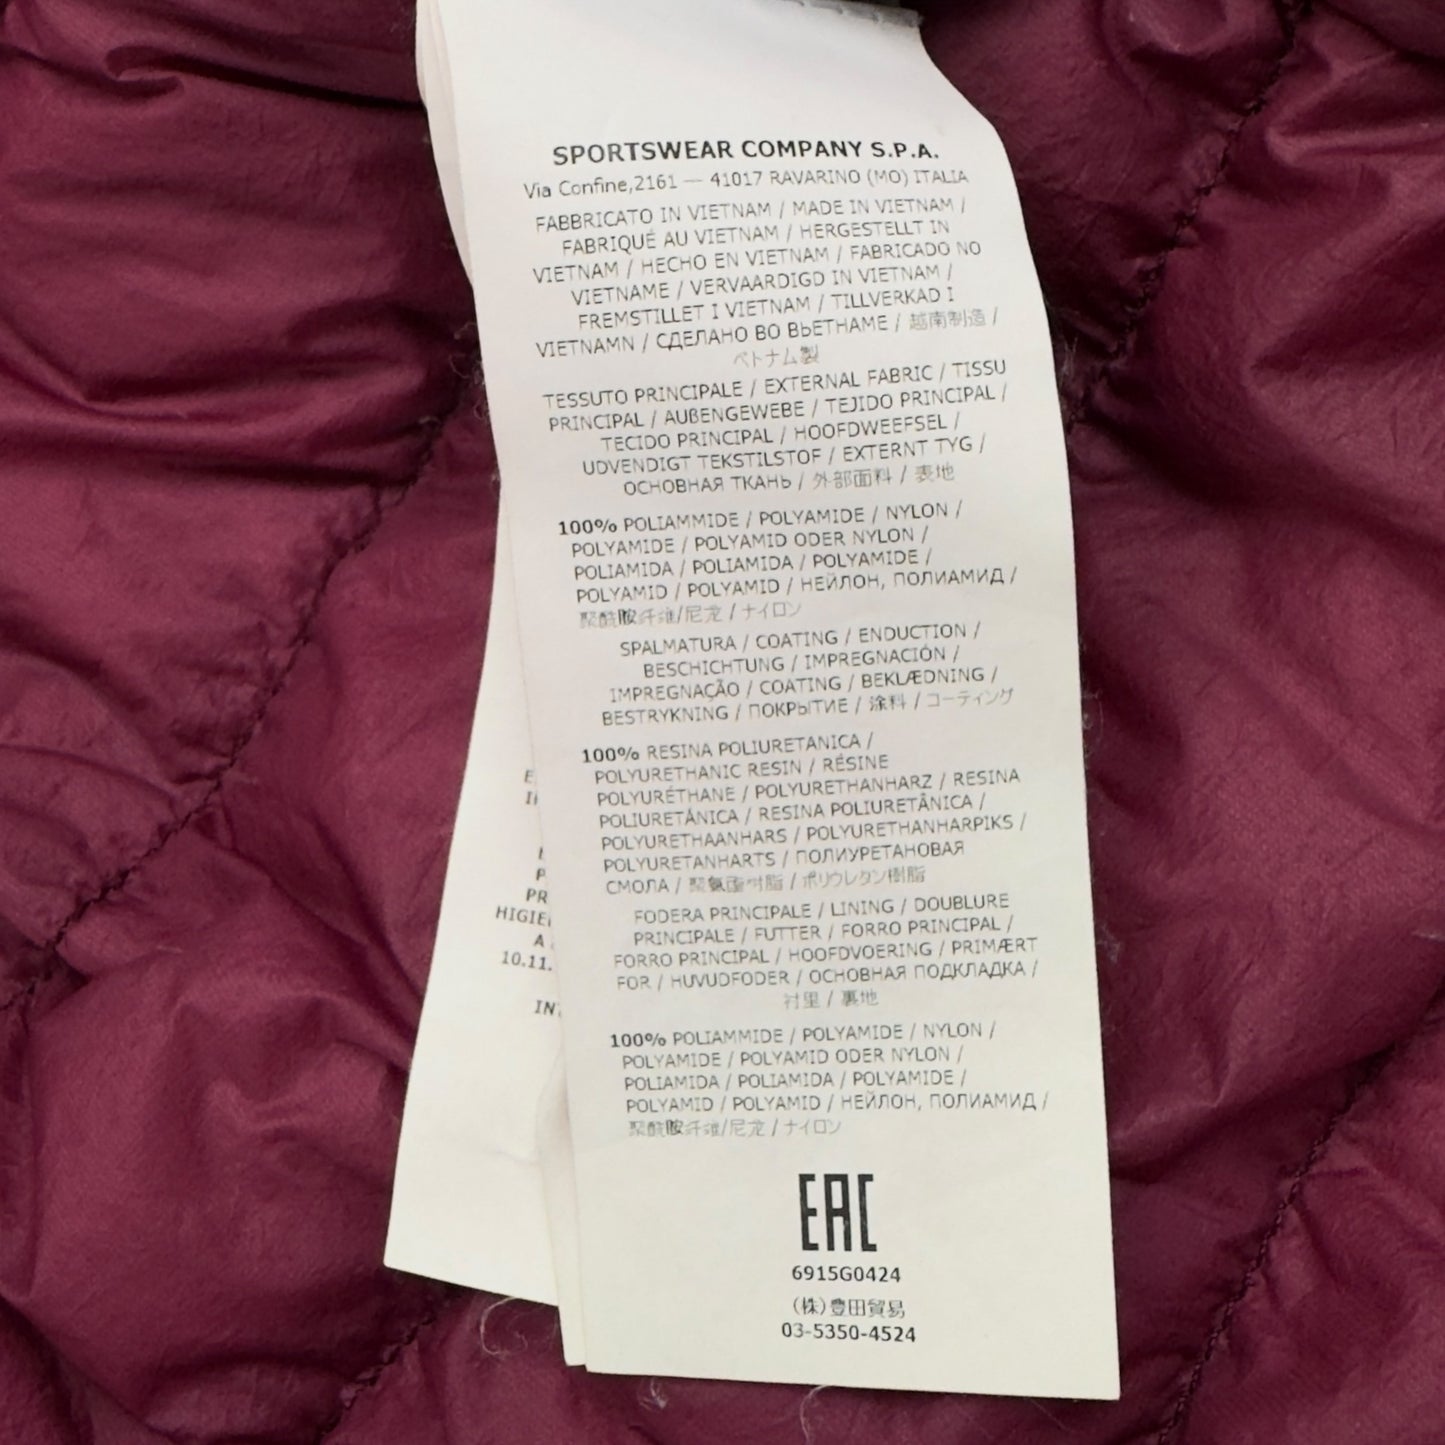 SPORTSWEAR COMPANY S.P.A.
Via Confine,2161 — 41017 RAVARINO (MO) ITALIA
FABBRICATO IN VIETNAM / MADE IN VIETNAM /
FABRIQUÉ AU VIETNAM / HERGESTELLT IN
VIETNAM / HECHO EN VIETNAM / FABRICADO NO
VIETNAME / VERVAARDIGD IN VIETNAM /
FREMSTILLET I VIETNAM / TILLVERKAD I
VIETNAMN / СДЕЛАНО ВО ВЬЕТНАМЕ / 越南制造 /
ベトナム製
TESSUTO PRINCIPALE / EXTERNAL FABRIC / TISSU
PRINCIPAL / AUßENGEWEBE / TEJIDO PRINCIPAL /
TECIDO PRINCIPAL / HOOFDWEEFSEL /
UDVENDIGT TEKSTILSTOF / EXTERNT TYG /
ОСНОВНАЯ ТКАНЬ / 外部面料 / 表地
100% POLIAMMIDE / POLYAMIDE / NYLON /
POLYAMIDE / POLYAMID ODER NYLON /
POLIAMIDA / POLIAMIDA / POLYAMIDE /
POLYAMID / POLYAMID / НЕЙЛОН, ПОЛИАМИД /
聚酰胺纤维/尼龙 / ナイロン
SPALMATURA / COATING / ENDUCTION /
BESCHICHTUNG / IMPREGNACIÓN /
IMPREGNAÇÃO / COATING / BEKLÆDNING /
BESTRYKNING / ПОКРЫТИЕ / 涂料 / コーティング
100% RESINA POLIURETANICA /
POLYURETHANIC RESIN / RÉSINE
POLYURÉTHANE / POLYURETHANHARZ / RESINA
POLIURETÁNICA / RESINA POLIURETÂNICA /
POLYURETHAANHARS / POLYURETHANHARPIKS /
POLYURETANHARTS / ПОЛИУРЕТАНОВАЯ
СМОЛА / 聚氨酯树脂 / ポリウレタン樹脂
FODERA PRINCIPALE / LINING / DOUBLURE
PRINCIPALE / FUTTER / FORRO PRINCIPAL /
FORRO PRINCIPAL / HOOFDVOERING / PRIMÆRT
FOR / HUVUDFODER / ОСНОВНАЯ ПОДКЛАДКА /
衬里 / 裏地
100% POLIAMMIDE / POLYAMIDE / NYLON /
POLYAMIDE / POLYAMID ODER NYLON /
POLIAMIDA / POLIAMIDA / POLYAMIDE /
POLYAMID / POLYAMID / НЕЙЛОН, ПОЛИАМИД /
聚酰胺纤维/尼龙 / ナイロン
EAC
6915G0424
(株)豊田貿易
03-5350-4524
PR
HIGIE
A
10.11.